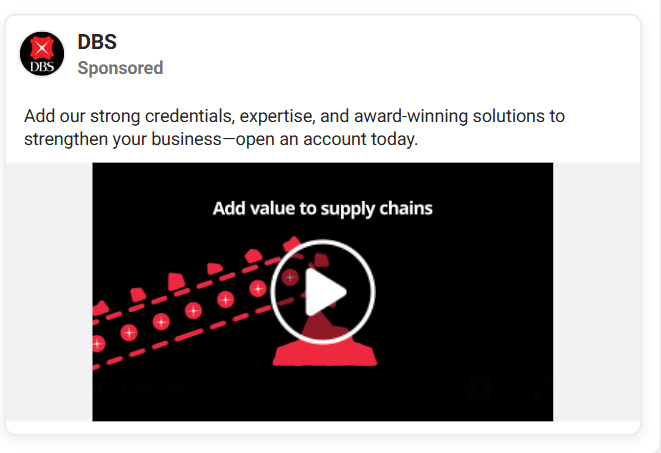 DBS
DBS
Sponsored
Add our strong credentials, expertise, and award-winning solutions to
strengthen your business—open an account today.
Add value to supply chains